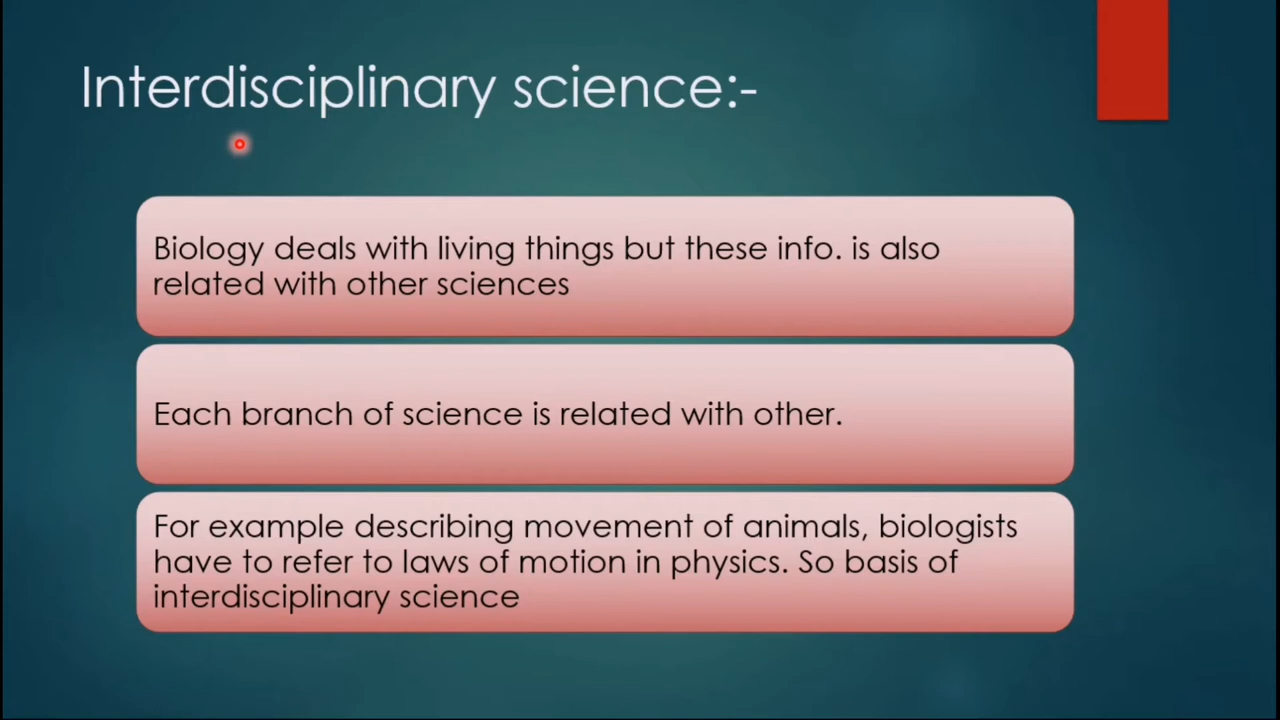 Interdisciplinary science:-
Biology deals with living things but these info. is also
related with other sciences
Each branch of science is related with other.
For example describing movement of animals, biologists
have to refer to laws of motion in physics. So basis of
interdisciplinary science